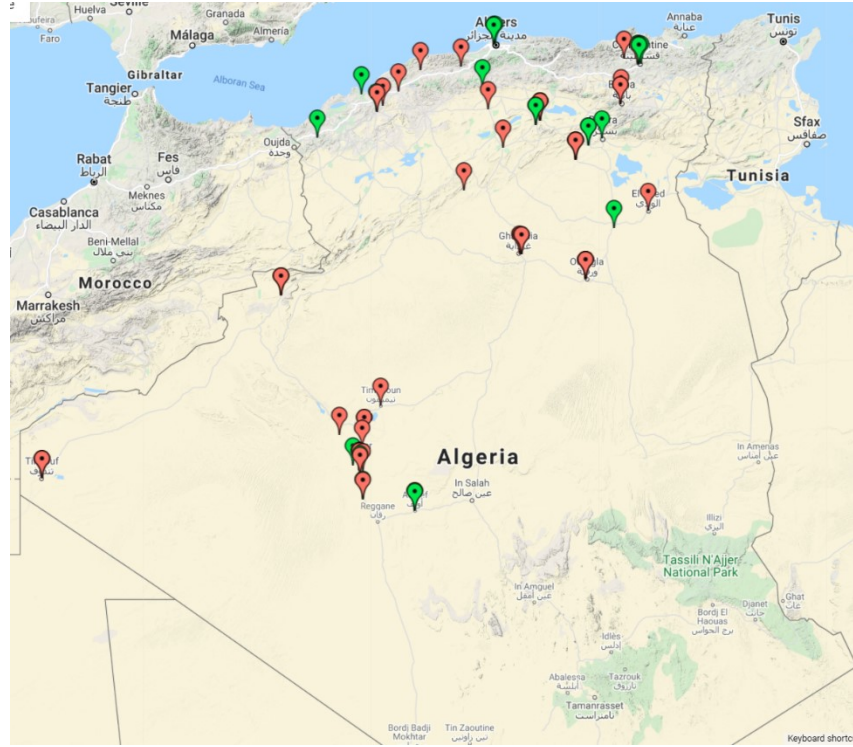 Huelva
Granada
Faro
Málaga
Almería
Gibraltar
Alboran Sea
Tangier
طنجة
Annaba
عنابة
Tunis
تونس
Oujda
وجدة
Rabat
الرباط
Fes
فاس
Sfax
صفاقس
Meknes
مكناس
Tunisia
Casablanca
الدار البيضاء
Beni-Mellal
بني ملال
Morocco
Marrakesh
مراكش
Algeria
In Amenas
عين أمناس
In Salah
عين صالح
Reggane
رقان
Illizi
إليزي
Tassili N'Ajjer
National Park
In Amguel
عين أمقل
Ghat
غات
Djanet
جانت
Bordj El
Haouas
برج الحواس
Idlès
إدلس
Abalessa
أبلسة
Tazrouk
تازروك
Tamanrasset
تامنراست
Bordj Badji
Mokhtar
Tin Zaoutine
تين زاوتين